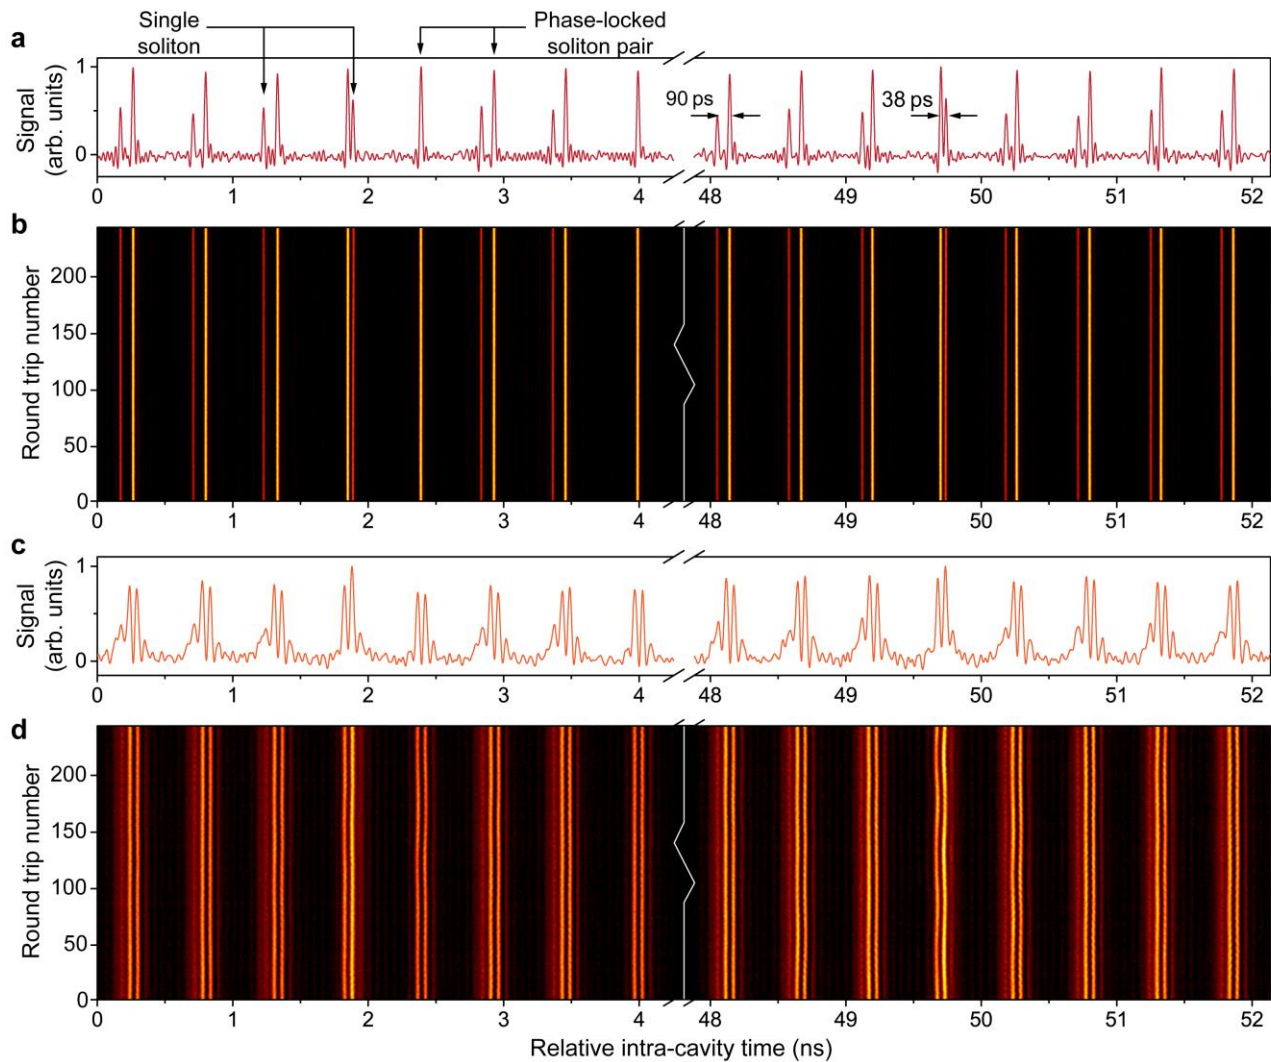 a
Single soliton
Phase-locked soliton pair
Signal (arb. units)
1
0
90 ps
38 ps
0 1 2 3 4 48 49 50 51 52
b
Round trip number
200
150
100
50
0
0 1 2 3 4 48 49 50 51 52
c
Signal (arb. units)
1
0
0 1 2 3 4 48 49 50 51 52
d
Round trip number
200
150
100
50
0
0 1 2 3 4 48 49 50 51 52
Relative intra-cavity time (ns)